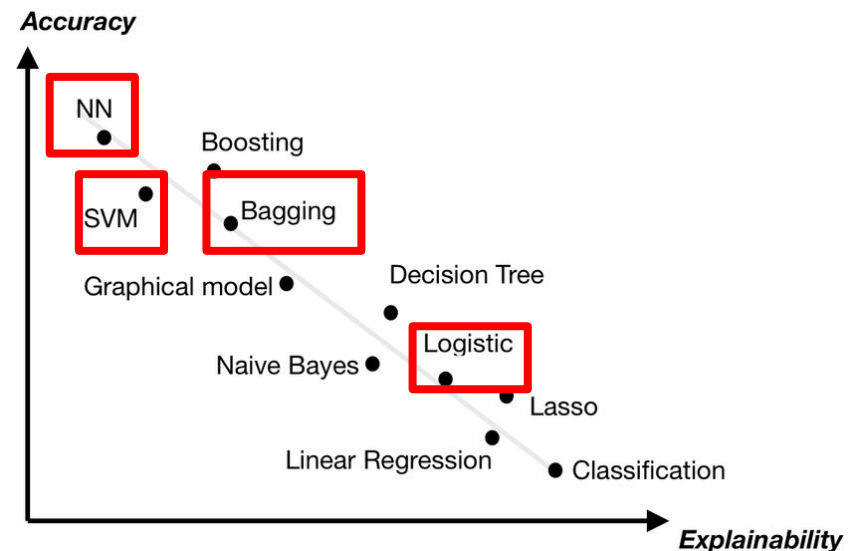 Accuracy
NN
Boosting
SVM
Bagging
Graphical model
Decision Tree
Logistic
Naive Bayes
Lasso
Linear Regression
Classification
Explainability